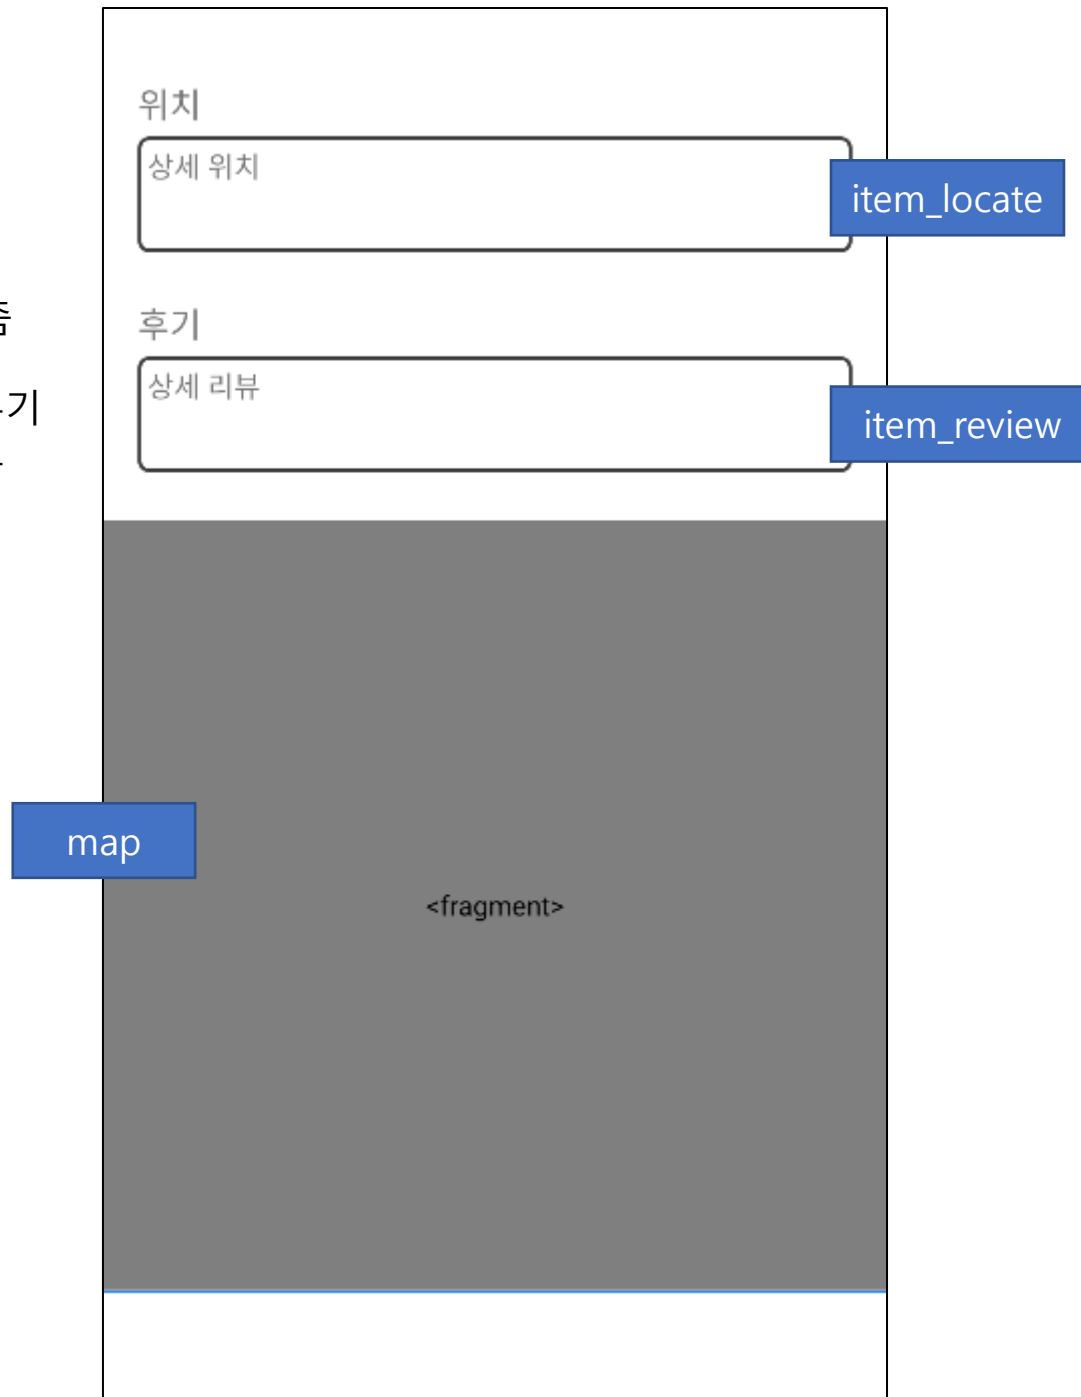 위치
상세 위치
item_locate
후기
상세 리뷰
item_review
map
<fragment>